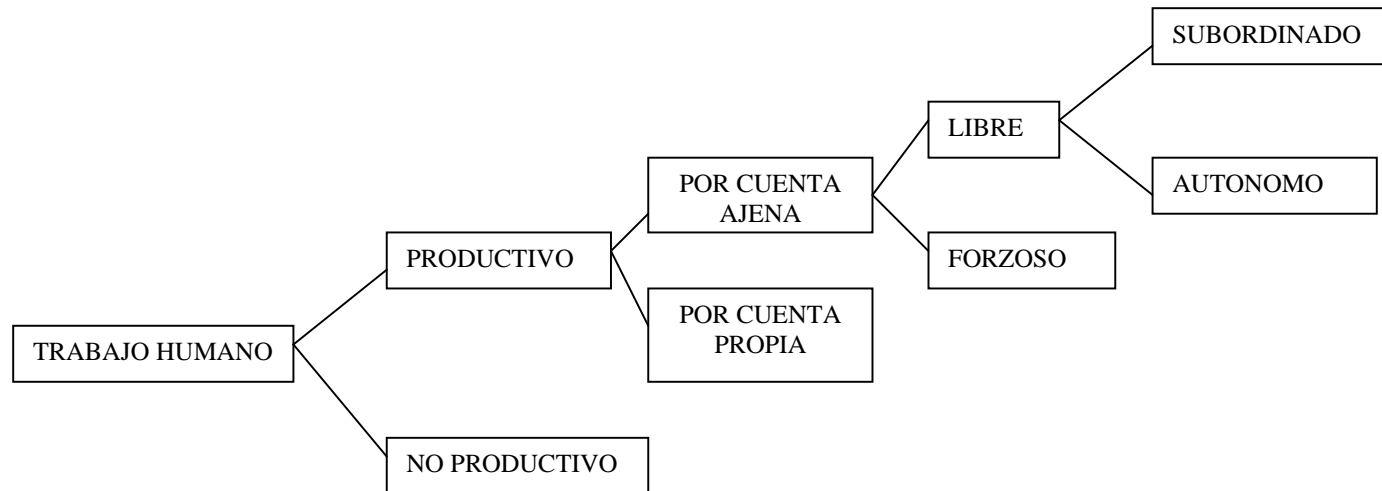 SUBORDINADO
LIBRE
POR CUENTA
AJENA
AUTONOMO
PRODUCTIVO
FORZOSO
POR CUENTA
PROPIA
TRABAJO HUMANO
NO PRODUCTIVO